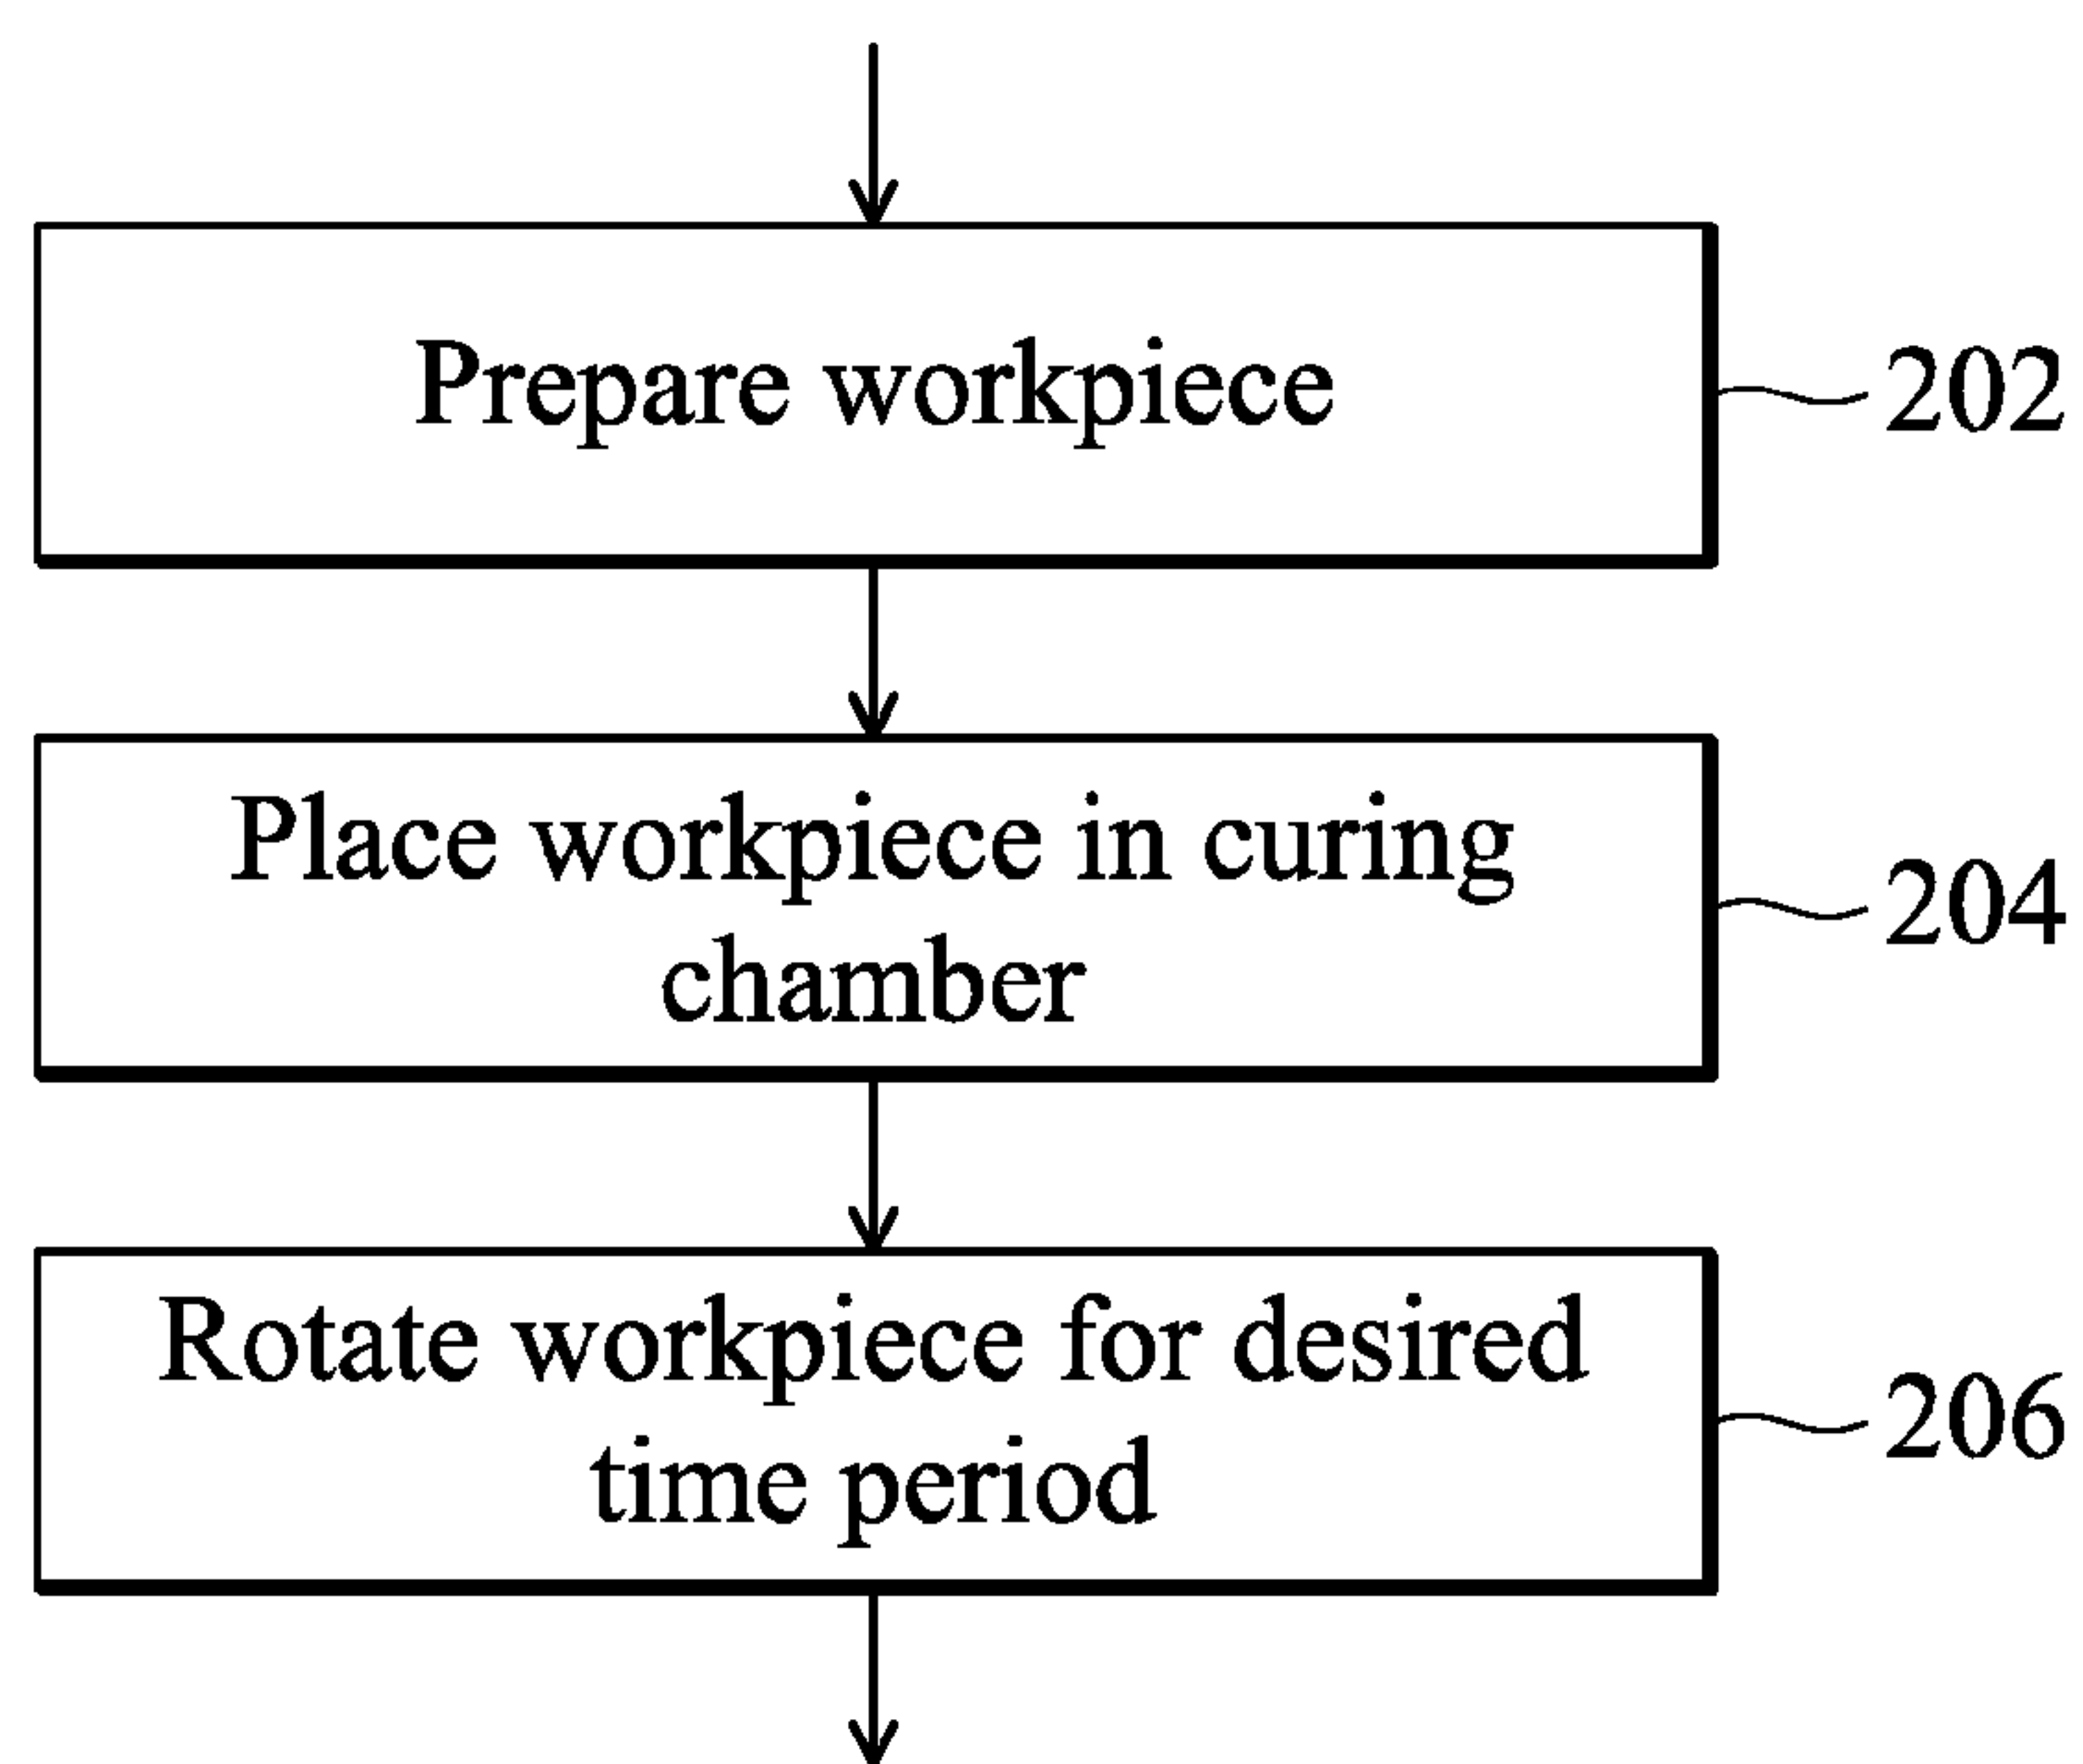 Prepare workpiece
202
Place workpiece in curing
chamber
204
Rotate workpiece for desired
time period
206